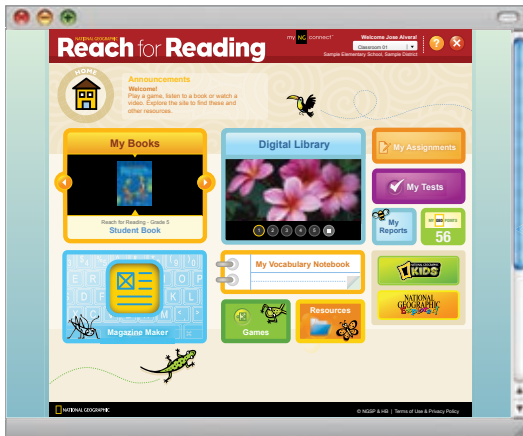 NATIONAL GEOGRAPHIC
Reach for Reading
my NG connect
Welcome Jose Alvera!
Classroom 01
Sample Elementary School, Sample District
?
HOME
Announcements
Welcome!
Play a game, listen to a book or watch a
video. Explore the site to find these and
other resources.
My Books
Reach for Reading - Grade 5
Student Book
Digital Library
1 2 3 4 5
My Assignments
My Tests
My
Reports
MY POINTS
56
Magazine Maker
My Vocabulary Notebook
Games
Resources
NATIONAL GEOGRAPHIC
KIDS
NATIONAL
GEOGRAPHIC
Explorer!
NATIONAL GEOGRAPHIC
© NGSP & HB | Terms of Use & Privacy Policy